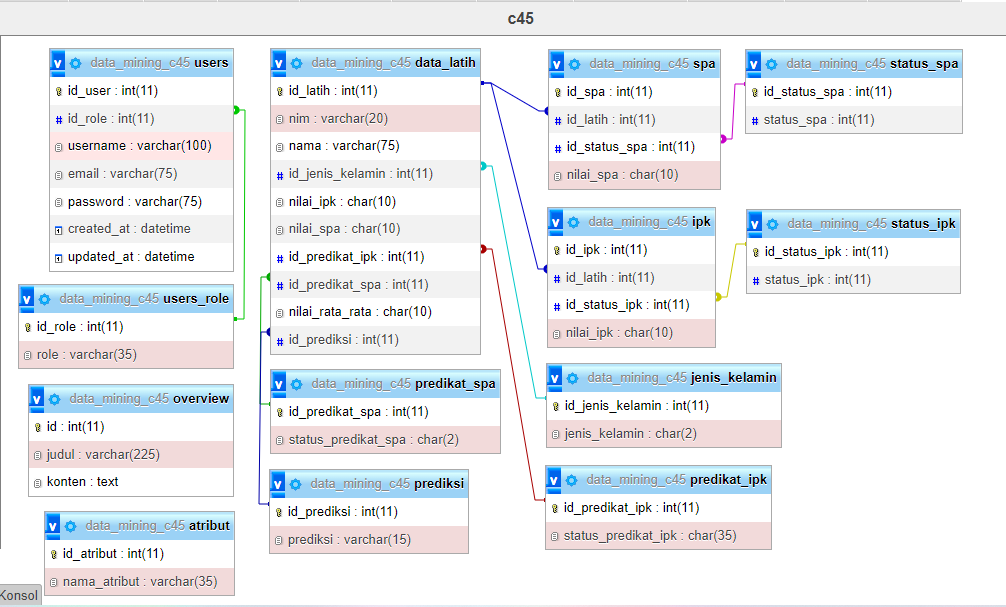 c45
data_mining_c45 users
id_user : int(11)
id_role : int(11)
username : varchar(100)
email : varchar(75)
password : varchar(75)
created_at : datetime
updated_at : datetime
data_mining_c45 users_role
id_role : int(11)
role : varchar(35)
data_mining_c45 overview
id : int(11)
judul : varchar(225)
konten : text
data_mining_c45 atribut
id_atribut : int(11)
nama_atribut : varchar(35)
Konsol
data_mining_c45 data_latih
id_latih : int(11)
nim : varchar(20)
nama : varchar(75)
id_jenis_kelamin : int(11)
nilai_ipk : char(10)
nilai_spa : char(10)
id_predikat_ipk : int(11)
id_predikat_spa : int(11)
nilai_rata_rata : char(10)
id_prediksi : int(11)
data_mining_c45 predikat_spa
id_predikat_spa : int(11)
status_predikat_spa : char(2)
data_mining_c45 prediksi
id_prediksi : int(11)
prediksi : varchar(15)
data_mining_c45 spa
id_spa : int(11)
id_latih : int(11)
id_status_spa : int(11)
nilai_spa : char(10)
data_mining_c45 ipk
id_ipk : int(11)
id_latih : int(11)
id_status_ipk : int(11)
nilai_ipk : char(10)
data_mining_c45 jenis_kelamin
id_jenis_kelamin : int(11)
jenis_kelamin : char(2)
data_mining_c45 predikat_ipk
id_predikat_ipk : int(11)
status_predikat_ipk : char(35)
data_mining_c45 status_spa
id_status_spa : int(11)
status_spa : int(11)
data_mining_c45 status_ipk
id_status_ipk : int(11)
status_ipk : int(11)